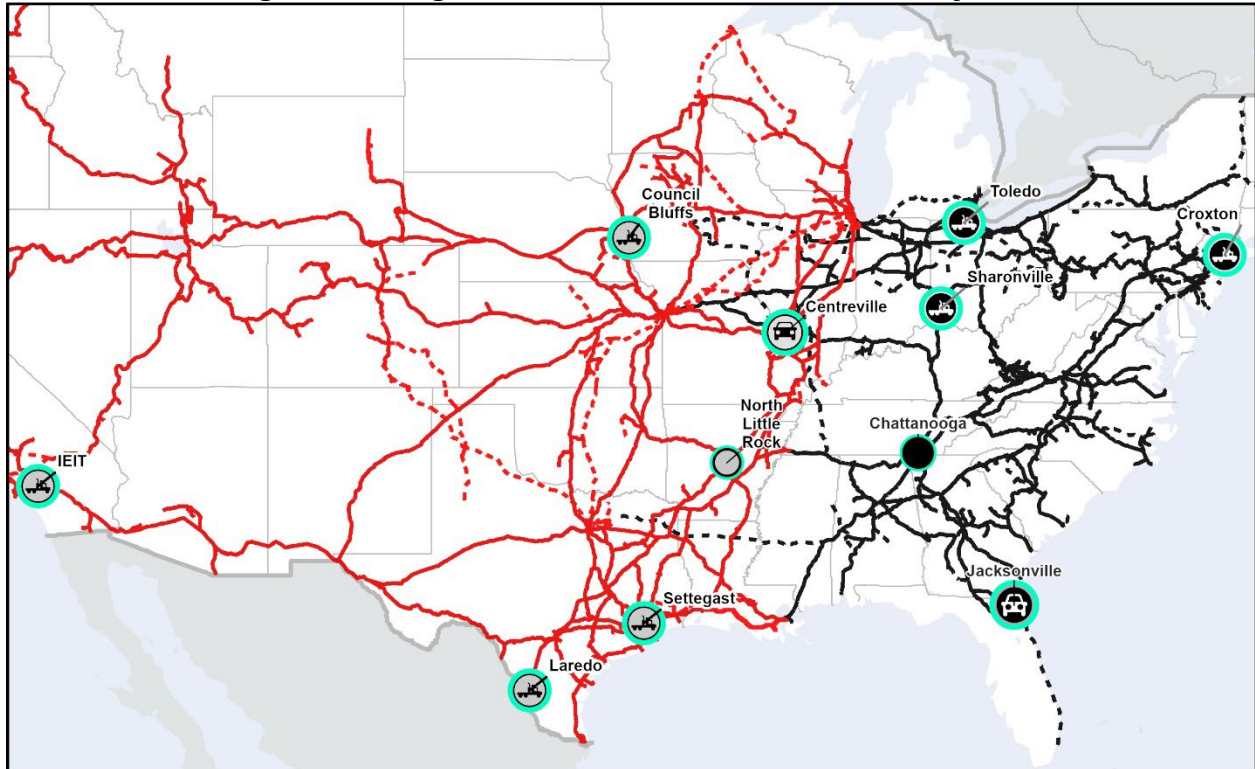 Council
Bluffs
Toledo
Croxton
Sharonville
Centreville
North
Little
Rock
Chattanooga
IEIT
Jacksonville
Settegast
Laredo